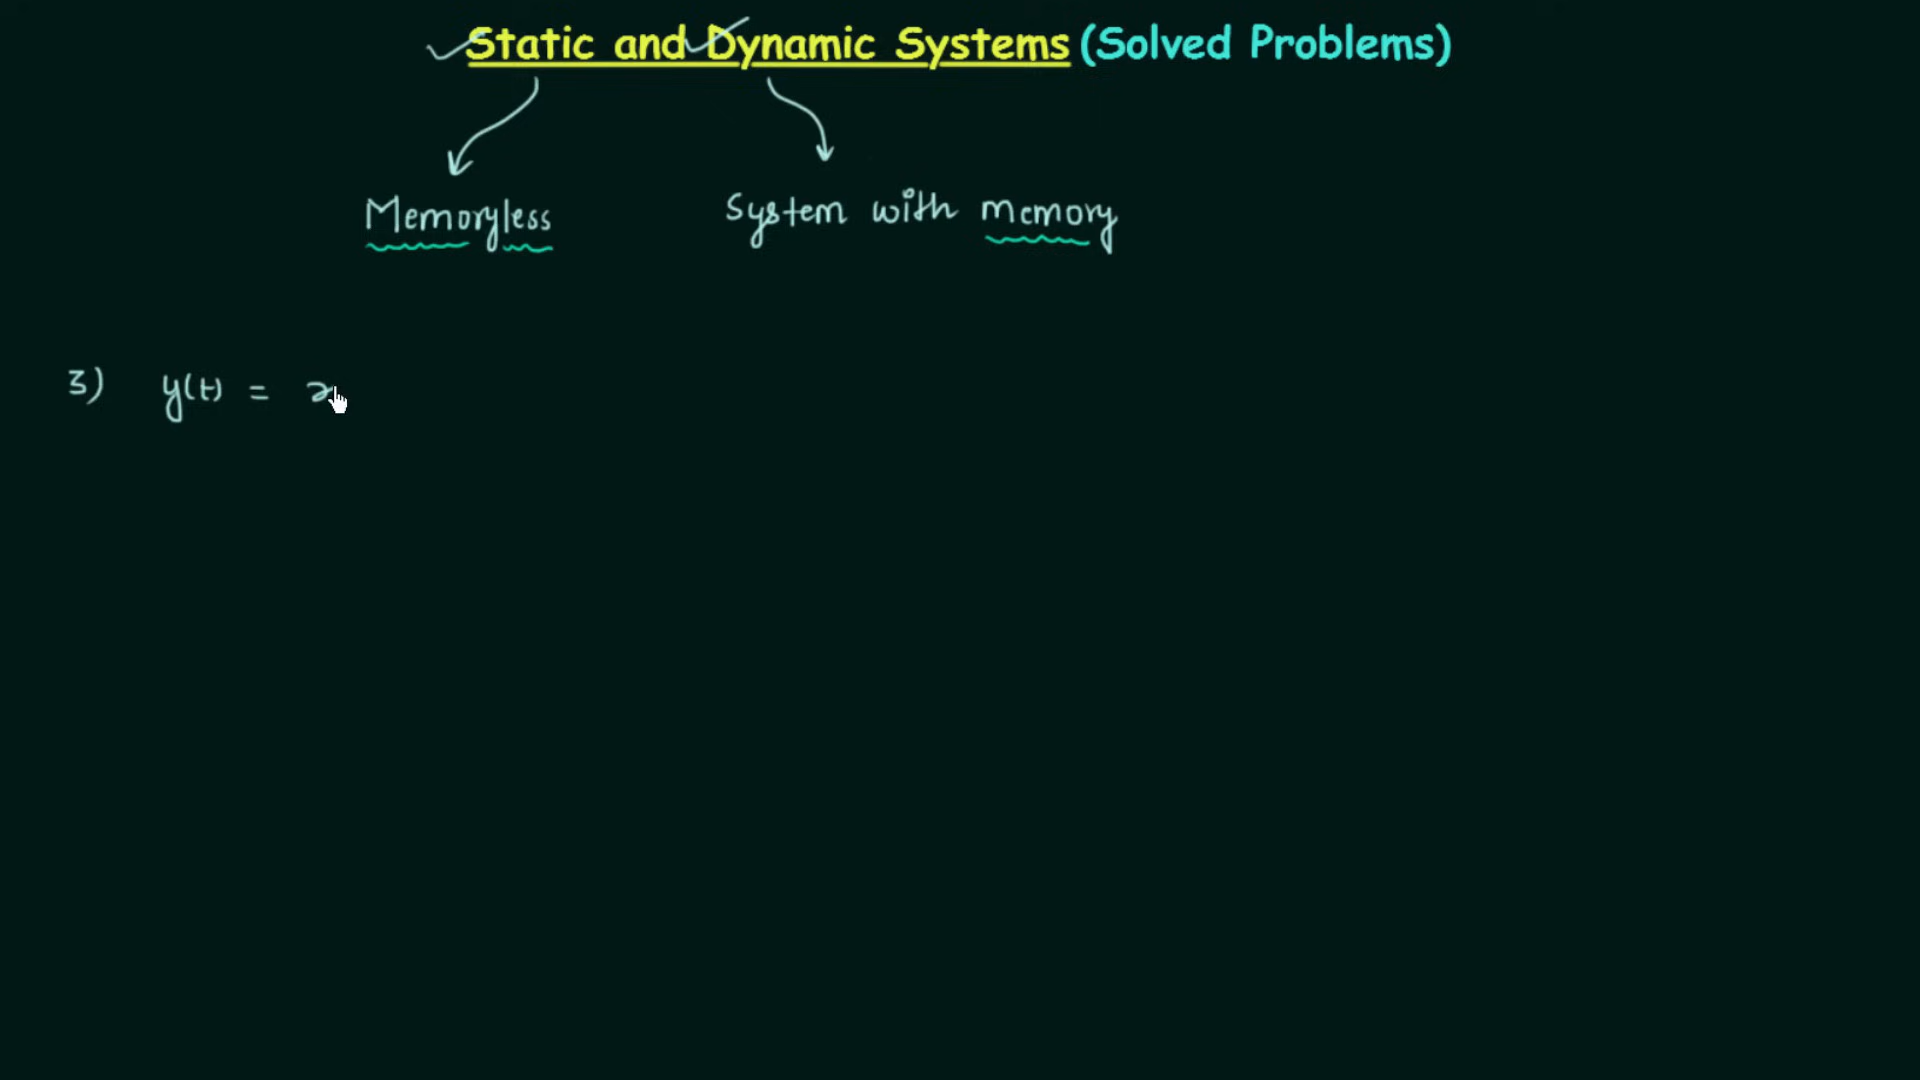 Static and Dynamic Systems (Solved Problems)
Memoryless System with memory
3) y(t) =